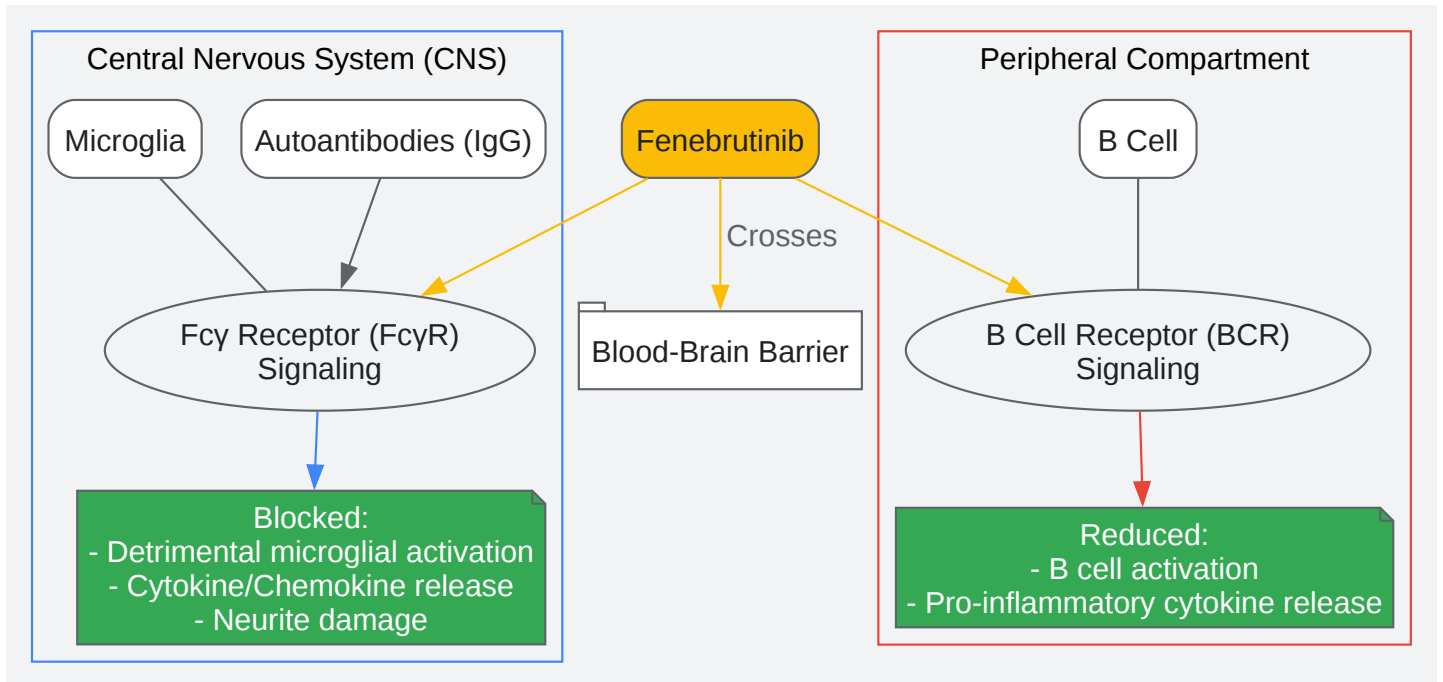 Central Nervous System (CNS)
Peripheral Compartment
Microglia
Autoantibodies (IgG)
Fenebrutinib
B Cell
Crosses
Fcγ Receptor (FcγR)
Signaling
Blood-Brain Barrier
B Cell Receptor (BCR)
Signaling
Blocked:
- Detrimental microglial activation
- Cytokine/Chemokine release
- Neurite damage
Reduced:
- B cell activation
- Pro-inflammatory cytokine release